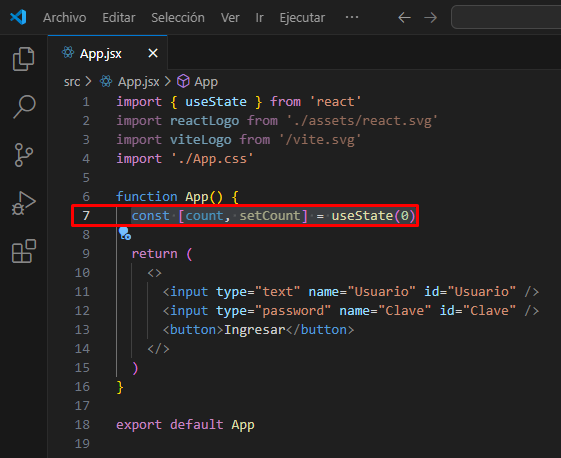 Archivo Editar Selección Ver Ir Ejecutar ···
App.jsx
src > App.jsx > App
1 import { useState } from 'react'
2 import reactLogo from './assets/react.svg'
3 import viteLogo from '/vite.svg'
4 import './App.css'
5
6 function App() {
7 const [count, setCount] = useState(0)
8
9 return (
10 <>
11 <input type="text" name="Usuario" id="Usuario" />
12 <input type="password" name="Clave" id="Clave" />
13 <button>Ingresar</button>
14 </>
15 )
16 }
17
18 export default App
19